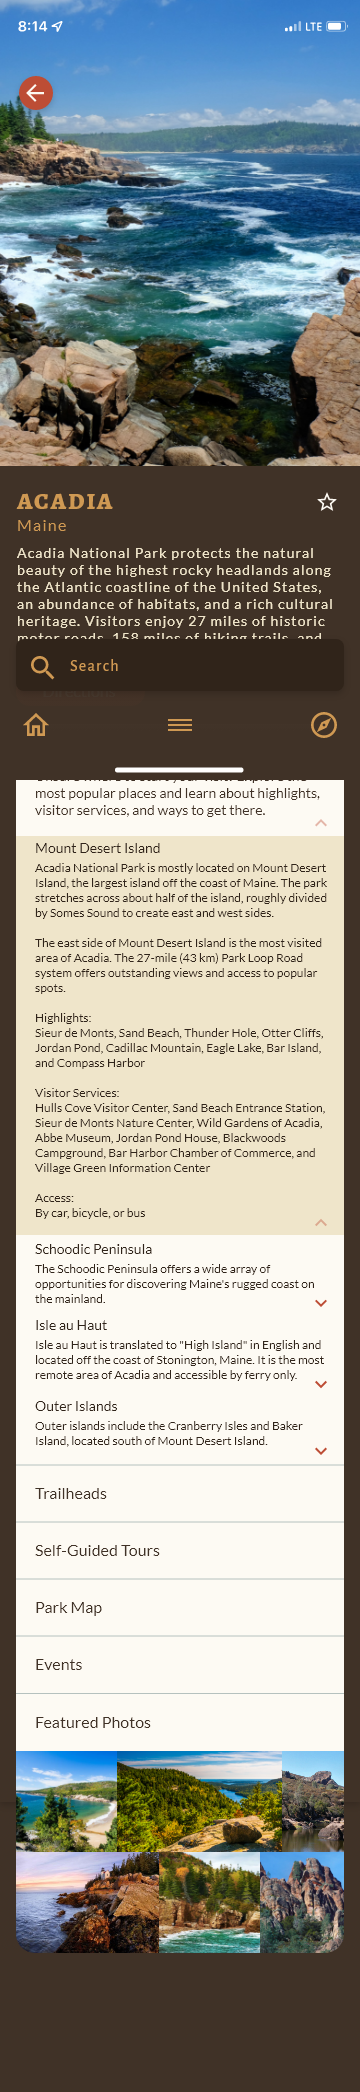 8:14
LTE
ACADIA
Maine
Acadia National Park protects the natural
beauty of the highest rocky headlands along
the Atlantic coastline of the United States,
an abundance of habitats, and a rich cultural
heritage. Visitors enjoy 27 miles of historic
motor roads, 158 miles of hiking trails, and
Search
most popular places and learn about highlights,
visitor services, and ways to get there.
Mount Desert Island
Acadia National Park is mostly located on Mount Desert
Island, the largest island off the coast of Maine. The park
stretches across about half of the island, roughly divided
by Somes Sound to create east and west sides.
The east side of Mount Desert Island is the most visited
area of Acadia. The 27-mile (43 km) Park Loop Road
system offers outstanding views and access to popular
spots.
Highlights:
Sieur de Monts, Sand Beach, Thunder Hole, Otter Cliffs,
Jordan Pond, Cadillac Mountain, Eagle Lake, Bar Island,
and Compass Harbor
Visitor Services:
Hulls Cove Visitor Center, Sand Beach Entrance Station,
Sieur de Monts Nature Center, Wild Gardens of Acadia,
Abbe Museum, Jordan Pond House, Blackwoods
Campground, Bar Harbor Chamber of Commerce, and
Village Green Information Center
Access:
By car, bicycle, or bus
Schoodic Peninsula
The Schoodic Peninsula offers a wide array of
opportunities for discovering Maine's rugged coast on
the mainland.
Isle au Haut
Isle au Haut is translated to "High Island" in English and
located off the coast of Stonington, Maine. It is the most
remote area of Acadia and accessible by ferry only.
Outer Islands
Outer islands include the Cranberry Isles and Baker
Island, located south of Mount Desert Island.
Trailheads
Self-Guided Tours
Park Map
Events
Featured Photos